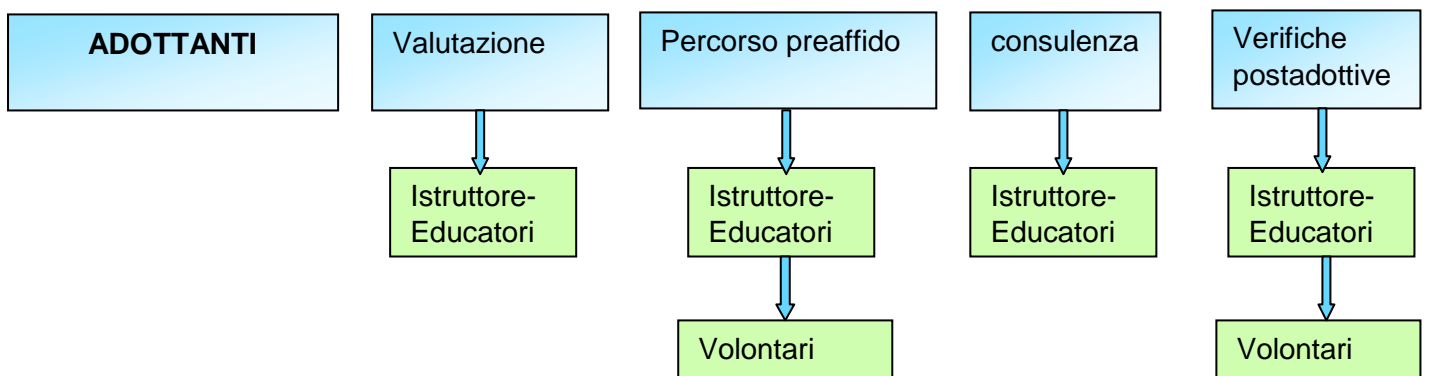 ADOTTANTI
Valutazione
Percorso preaffido
consulenza
Verifiche
postadottive
Istruttore-
Educatori
Istruttore-
Educatori
Istruttore-
Educatori
Istruttore-
Educatori
Volontari
Volontari